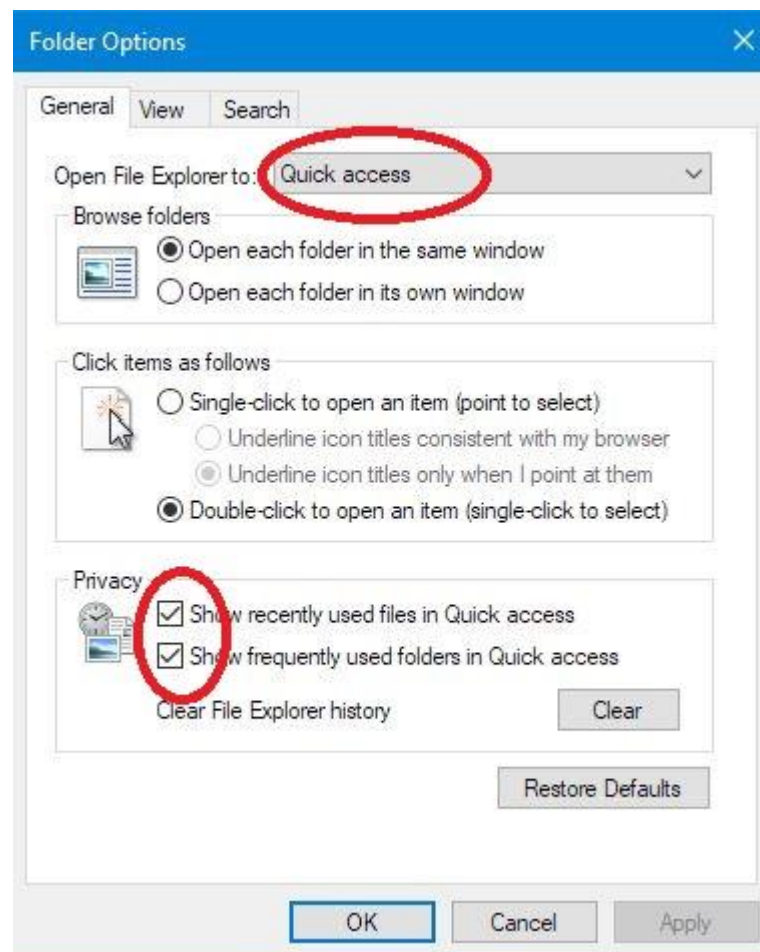 Folder Options
General View Search
Open File Explorer to: Quick access
Browse folders
Open each folder in the same window
Open each folder in its own window
Click items as follows
Single-click to open an item (point to select)
Underline icon titles consistent with my browser
Underline icon titles only when I point at them
Double-click to open an item (single-click to select)
Privacy
Show recently used files in Quick access
Show frequently used folders in Quick access
Clear File Explorer history Clear
Restore Defaults
OK Cancel Apply